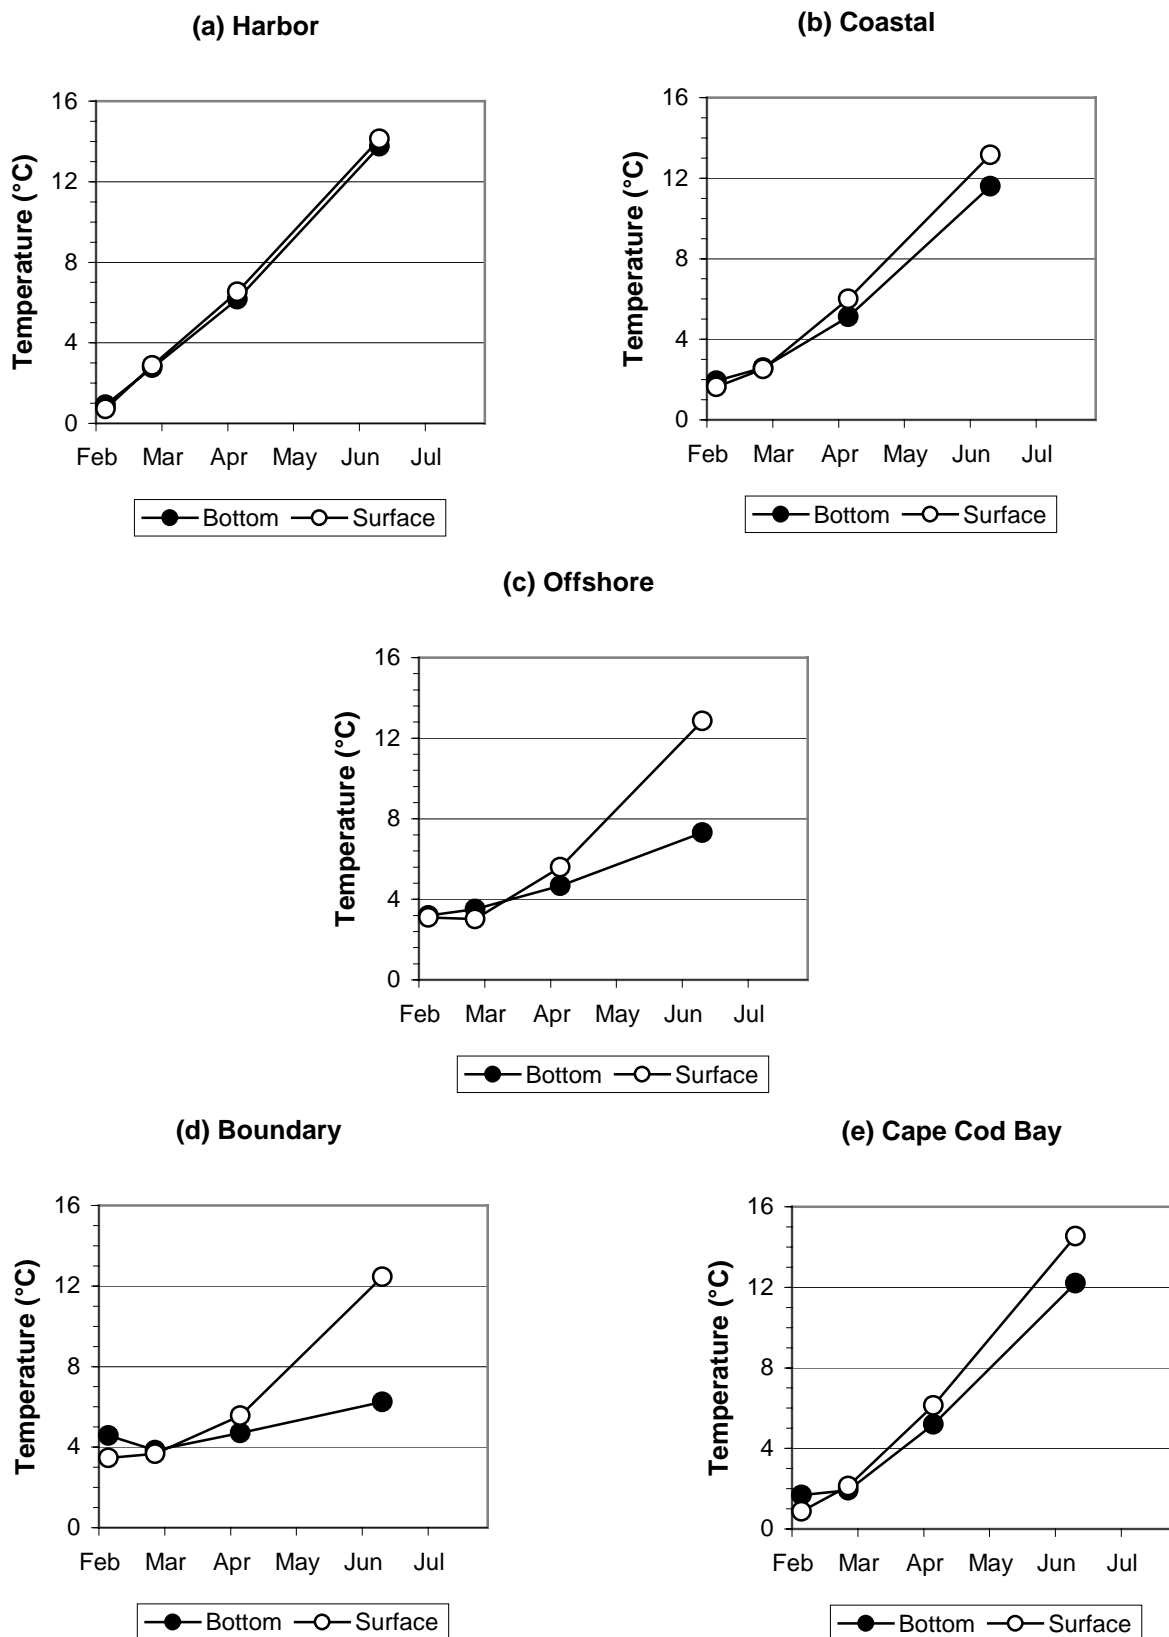 (a) Harbor
Temperature (°C)
16
12
8
4
0
Feb Mar Apr May Jun Jul
Bottom Surface
(b) Coastal
Temperature (°C)
16
12
8
4
0
Feb Mar Apr May Jun Jul
Bottom Surface
(c) Offshore
Temperature (°C)
16
12
8
4
0
Feb Mar Apr May Jun Jul
Bottom Surface
(d) Boundary
Temperature (°C)
16
12
8
4
0
Feb Mar Apr May Jun Jul
Bottom Surface
(e) Cape Cod Bay
Temperature (°C)
16
12
8
4
0
Feb Mar Apr May Jun Jul
Bottom Surface